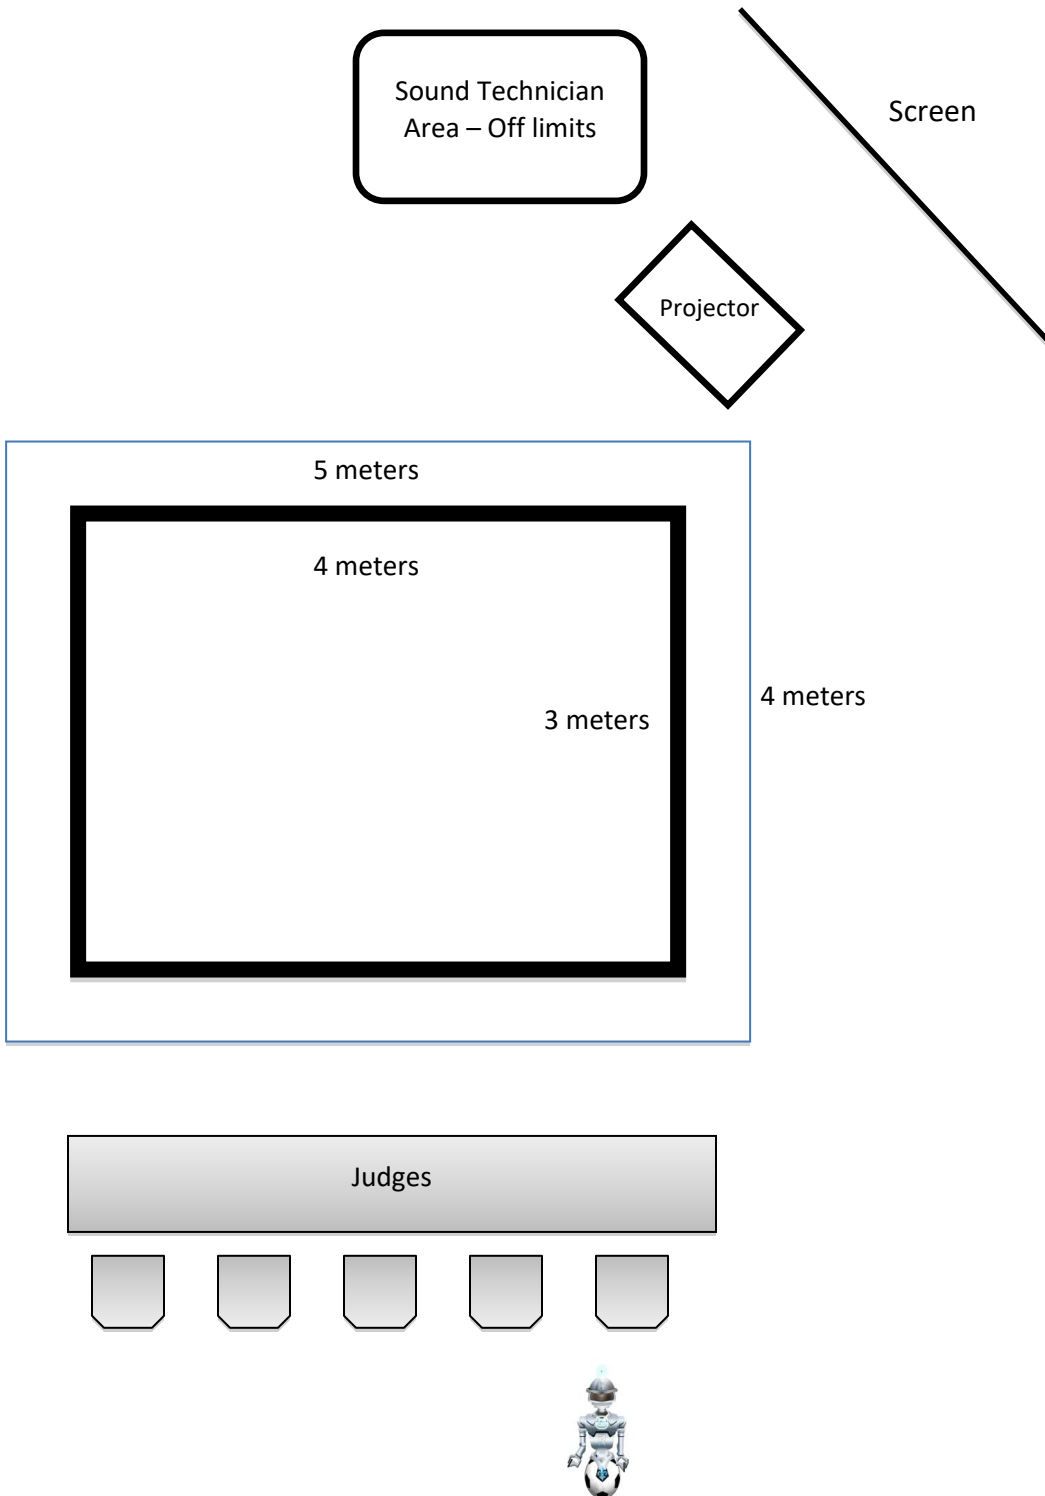 Sound Technician
Area – Off limits
Screen
Projector
5 meters
4 meters
4 meters
3 meters
Judges